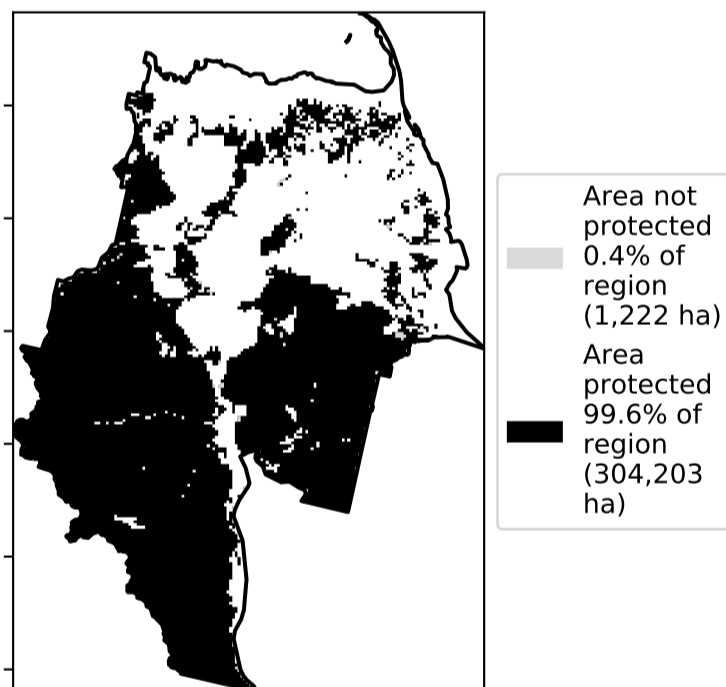 Area not
protected
0.4% of
region
(1,222 ha)
Area
protected
99.6% of
region
(304,203
ha)